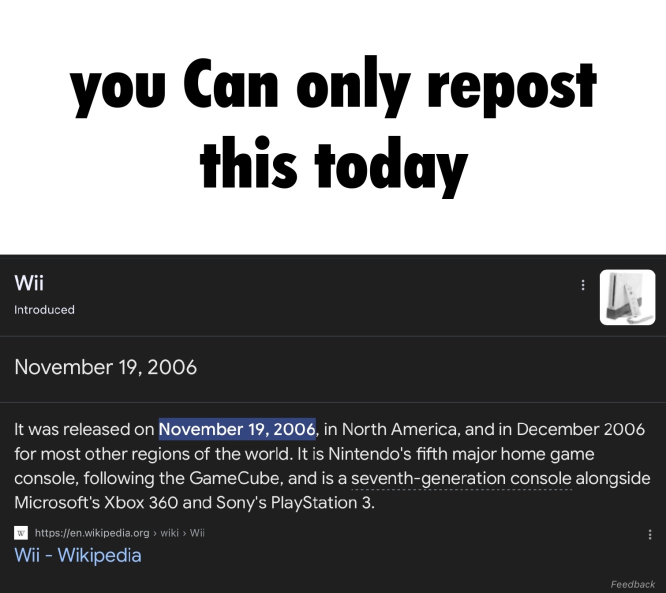 you Can only repost
this today
Wii
Introduced
November 19, 2006
It was released on November 19, 2006, in North America, and in December 2006
for most other regions of the world. It is Nintendo's fifth major home game
console, following the GameCube, and is a seventh-generation console alongside
Microsoft's Xbox 360 and Sony's PlayStation 3.
W https://en.wikipedia.org › wiki › Wii
Wii - Wikipedia
Feedback